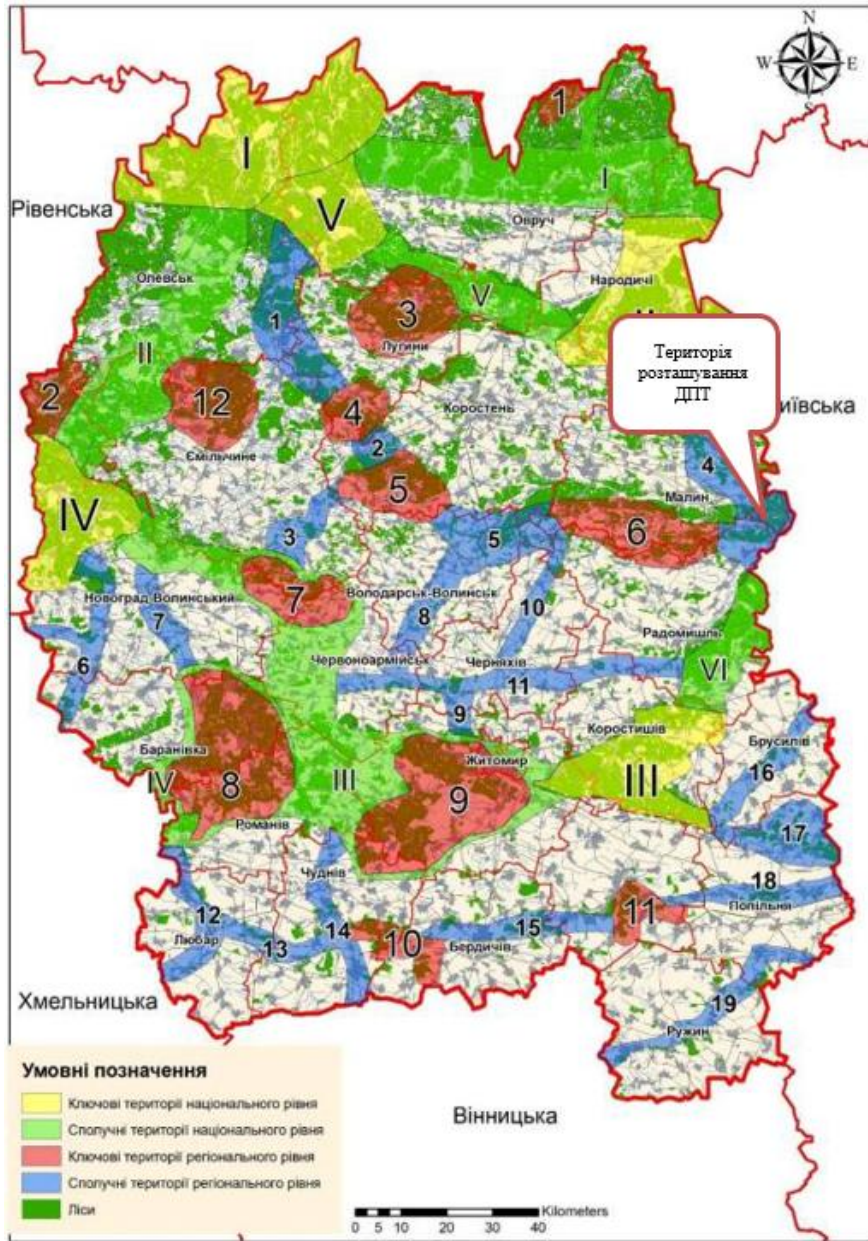 N
W
E
S
1
I
I
Рівенська
V
Овруч
Народичі
Олевськ
V
1
3
Лугини
Територія
розташування
ДПТ
II
2
12
4
Коростень
иївська
Ємільчине
2
5
4
Малин
IV
3
5
6
7
Володарськ-Волинськ
Новоград-Волинський
7
8
10
Радомишль
6
Червоноармійськ
Черняхів
11
VI
9
Коростишів
Брусилів
Баранівка
Житомир
16
IV
8
III
9
III
Романів
17
Чуднів
18
Попільня
12
Любар
13
14
10
15
Бердичів
11
19
Ружин
Хмельницька
Вінницька
Умовні позначення
Ключові території національного рівня
Сполучні території національного рівня
Ключові території регіонального рівня
Сполучні території регіонального рівня
Ліси
Kilometers
0 5 10 20 30 40